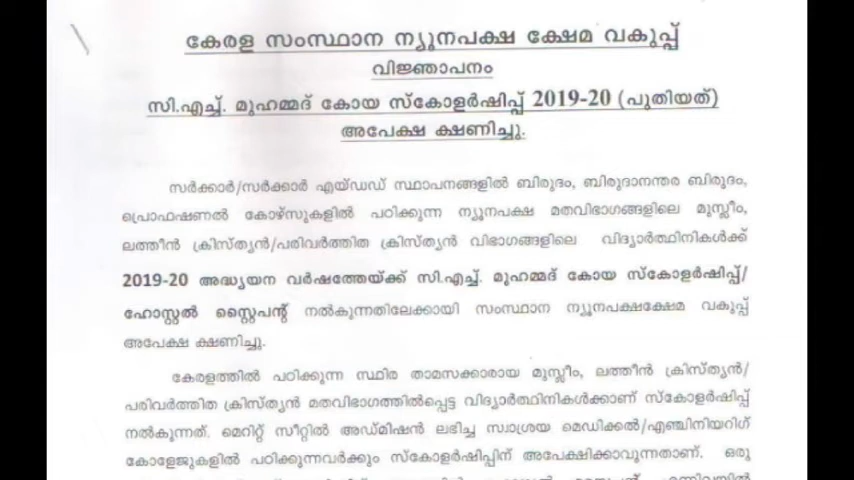 കേരള സംസ്ഥാന ന്യൂനപക്ഷ ക്ഷേമ വകുപ്പ്
വിജ്ഞാപനം
സി.എച്ച്. മുഹമ്മദ് കോയ സ്കോളർഷിപ്പ് 2019-20 (പുതിയത്)
അപേക്ഷ ക്ഷണിച്ചു.
സർക്കാർ/സർക്കാർ എയ്ഡഡ് സ്ഥാപനങ്ങളിൽ ബിരുദം, ബിരുദാനന്തര ബിരുദം,
പ്രൊഫഷണൽ കോഴ്സുകളിൽ പഠിക്കുന്ന ന്യൂനപക്ഷ മതവിഭാഗങ്ങളിലെ മുസ്ലീം,
ലത്തീൻ ക്രിസ്ത്യൻ/പരിവർത്തിത ക്രിസ്ത്യൻ വിഭാഗങ്ങളിലെ വിദ്യാർത്ഥിനികൾക്ക്
2019-20 അദ്ധ്യയന വർഷത്തേയ്ക്ക് സി.എച്ച്. മുഹമ്മദ് കോയ സ്കോളർഷിപ്പ്/
ഹോസ്റ്റൽ സ്റ്റൈപന്റ് നൽകുന്നതിലേക്കായി സംസ്ഥാന ന്യൂനപക്ഷക്ഷേമ വകുപ്പ്
അപേക്ഷ ക്ഷണിച്ചു.
കേരളത്തിൽ പഠിക്കുന്ന സ്ഥിര താമസക്കാരായ മുസ്ലീം, ലത്തീൻ ക്രിസ്ത്യൻ/
പരിവർത്തിത ക്രിസ്ത്യൻ മതവിഭാഗത്തിൽപ്പെട്ട വിദ്യാർത്ഥിനികൾക്കാണ് സ്കോളർഷിപ്പ്
നൽകുന്നത്. മെറിറ്റ് സീറ്റിൽ അഡ്മിഷൻ ലഭിച്ച സ്വാശ്രയ മെഡിക്കൽ/എഞ്ചിനിയറിഗ്
കോളേജുകളിൽ പഠിക്കുന്നവർക്കും സ്കോളർഷിപ്പിന് അപേക്ഷിക്കാവുന്നതാണ്. ഒരു